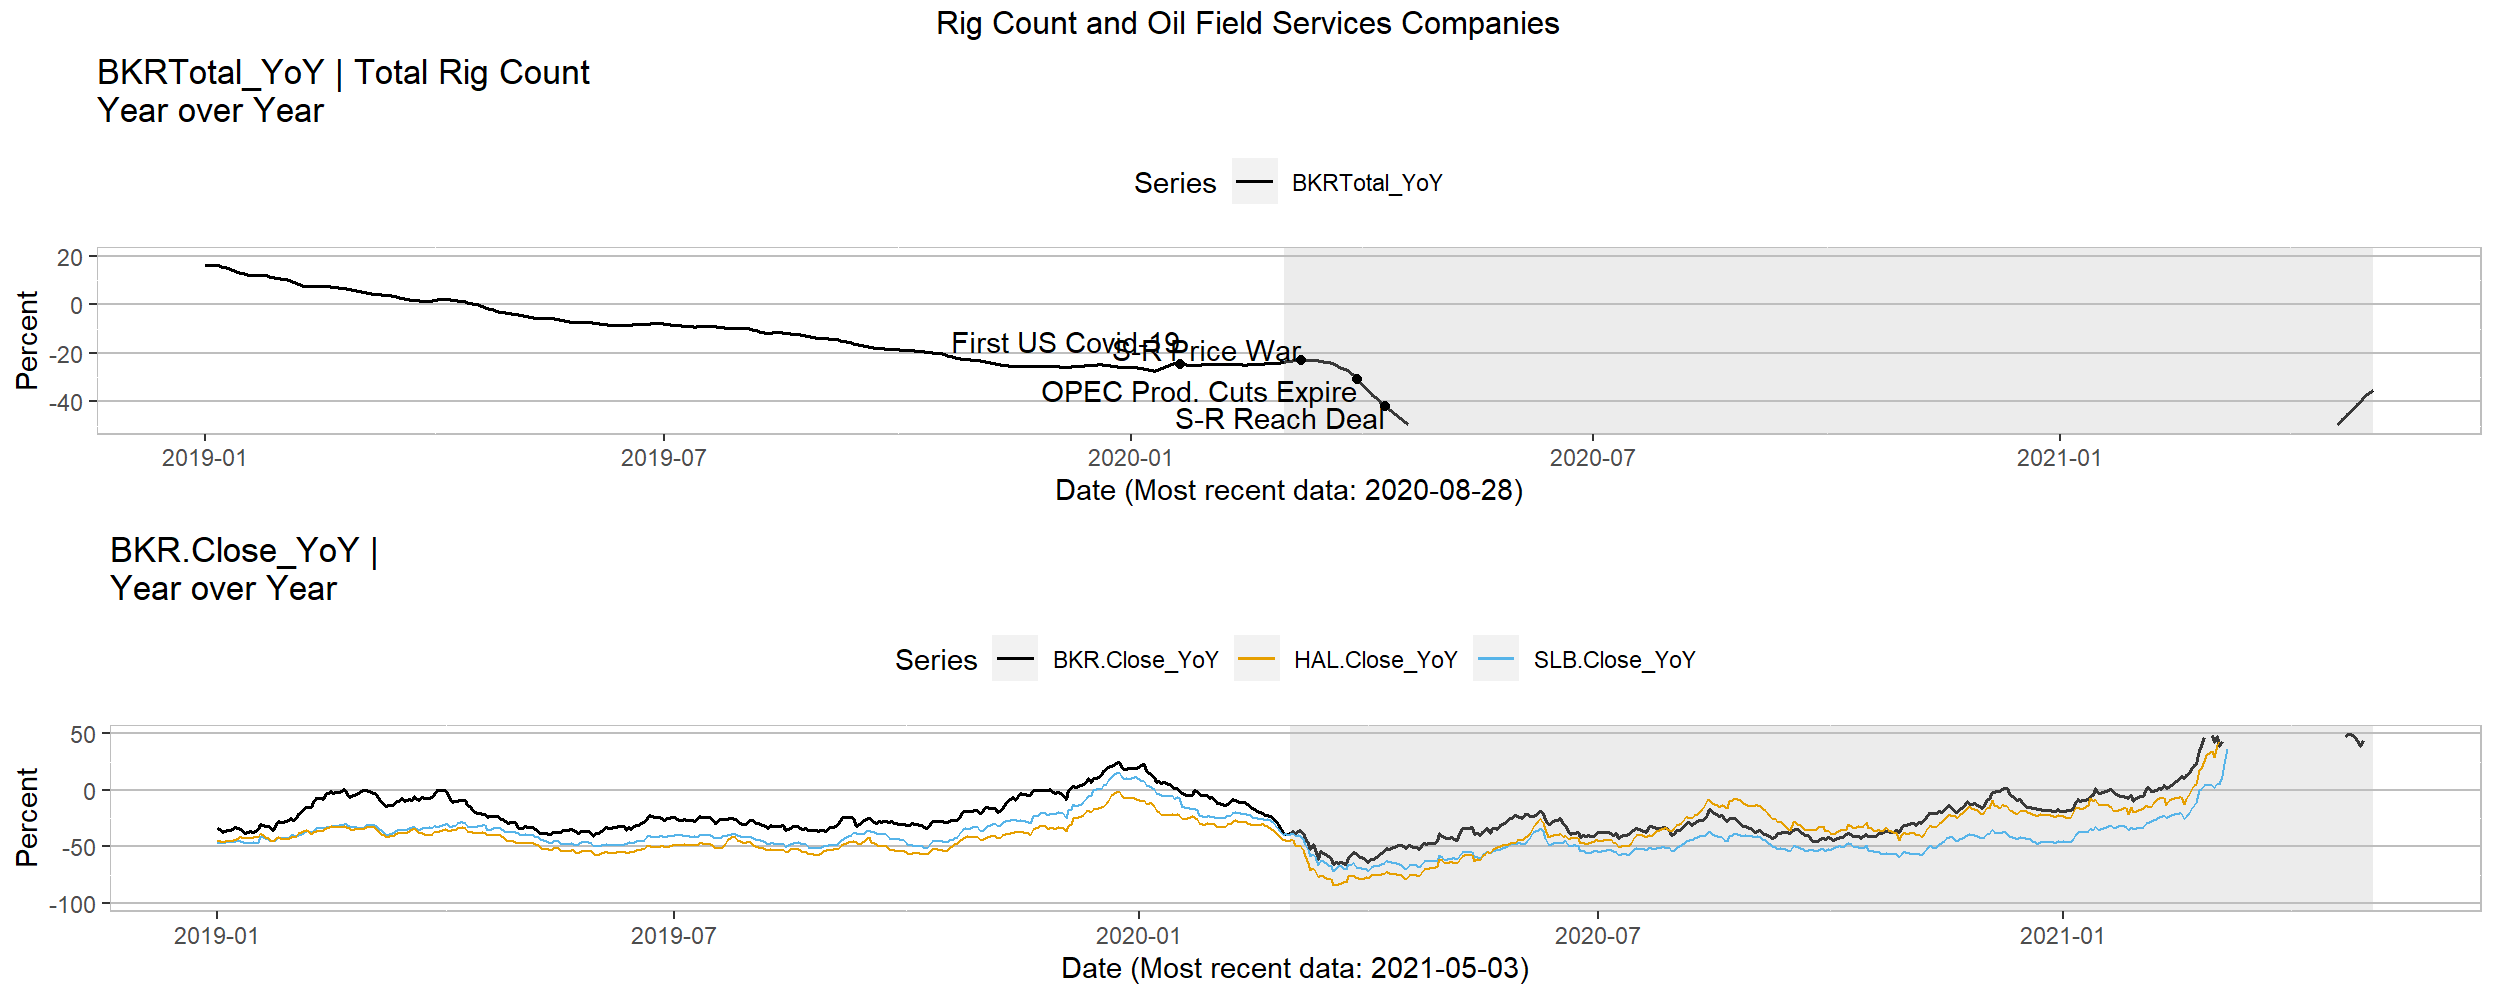 Rig Count and Oil Field Services Companies
BKRTotal_YoY | Total Rig Count
Year over Year
Series
BKRTotal_YoY
Percent
20
0
-20
-40
First US Covid-19
S-R Price War
OPEC Prod. Cuts Expire
S-R Reach Deal
2019-01
2019-07
2020-01
2020-07
2021-01
Date (Most recent data: 2020-08-28)
BKR.Close_YoY |
Year over Year
Series
BKR.Close_YoY
HAL.Close_YoY
SLB.Close_YoY
Percent
50
0
-50
-100
2019-01
2019-07
2020-01
2020-07
2021-01
Date (Most recent data: 2021-05-03)